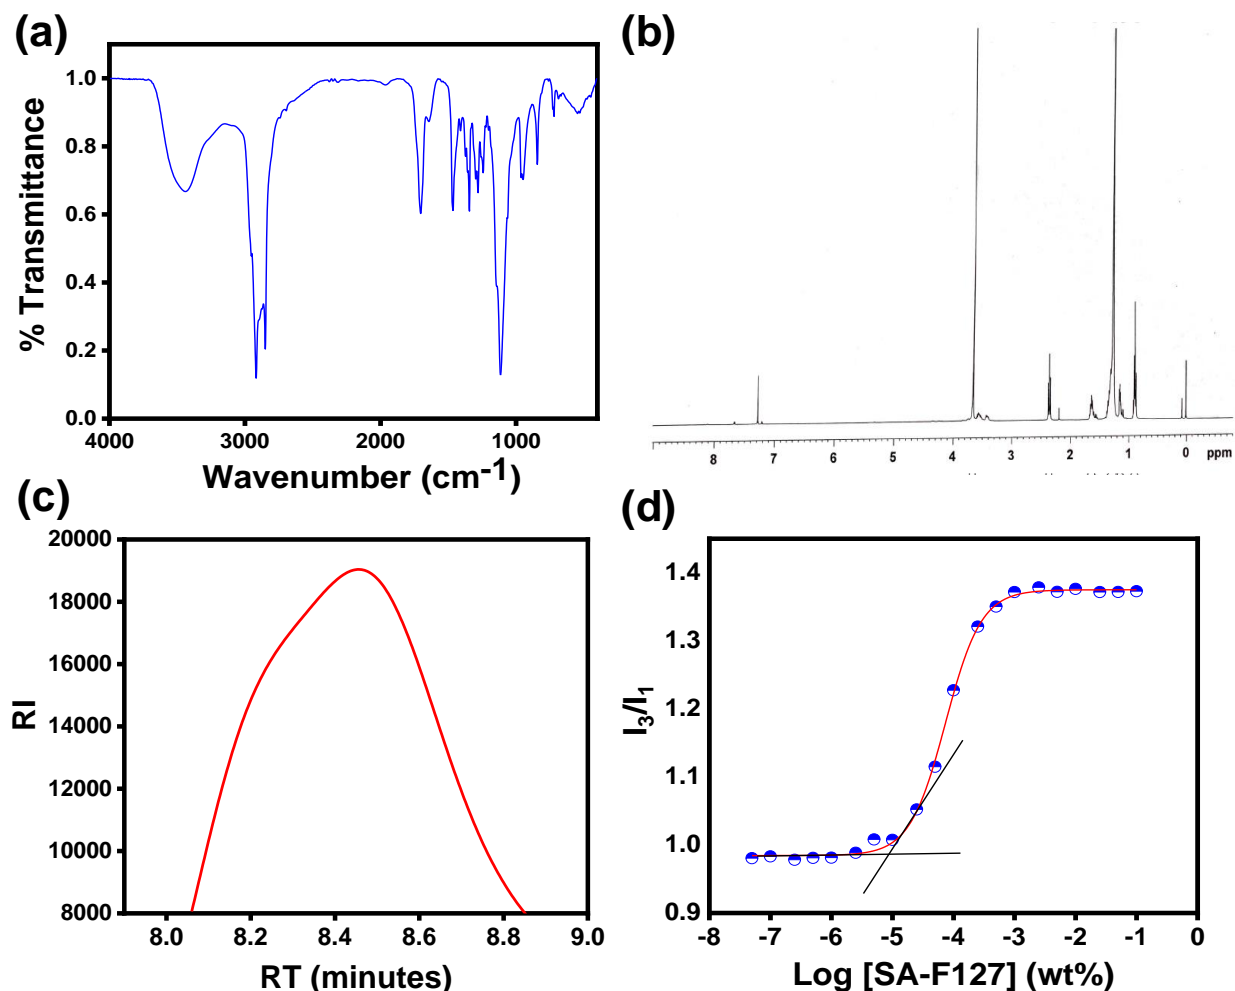 (a)
% Transmittance
1.0
0.8
0.6
0.4
0.2
0.0
4000 3000 2000 1000
Wavenumber (cm-1)
(b)
8 7 6 5 4 3 2 1 0 ppm
(c)
RI
20000
18000
16000
14000
12000
10000
8000
8.0 8.2 8.4 8.6 8.8 9.0
RT (minutes)
(d)
I3/I1
1.4
1.3
1.2
1.1
1.0
0.9
-8 -7 -6 -5 -4 -3 -2 -1 0
Log [SA-F127] (wt%)